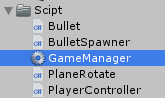 Scipt
Bullet
BulletSpawner
GameManager
PlaneRotate
PlayerController